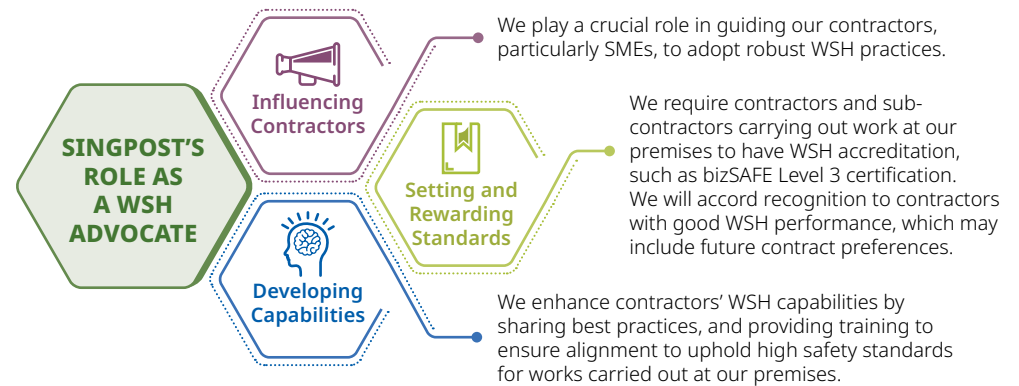 SINGPOST'S
ROLE AS
A WSH
ADVOCATE
Influencing
Contractors
We play a crucial role in guiding our contractors,
particularly SMEs, to adopt robust WSH practices.
Setting and
Rewarding
Standards
We require contractors and sub-
contractors carrying out work at our
premises to have WSH accreditation,
such as bizSAFE Level 3 certification.
We will accord recognition to contractors
with good WSH performance, which may
include future contract preferences.
Developing
Capabilities
We enhance contractors’ WSH capabilities by
sharing best practices, and providing training to
ensure alignment to uphold high safety standards
for works carried out at our premises.